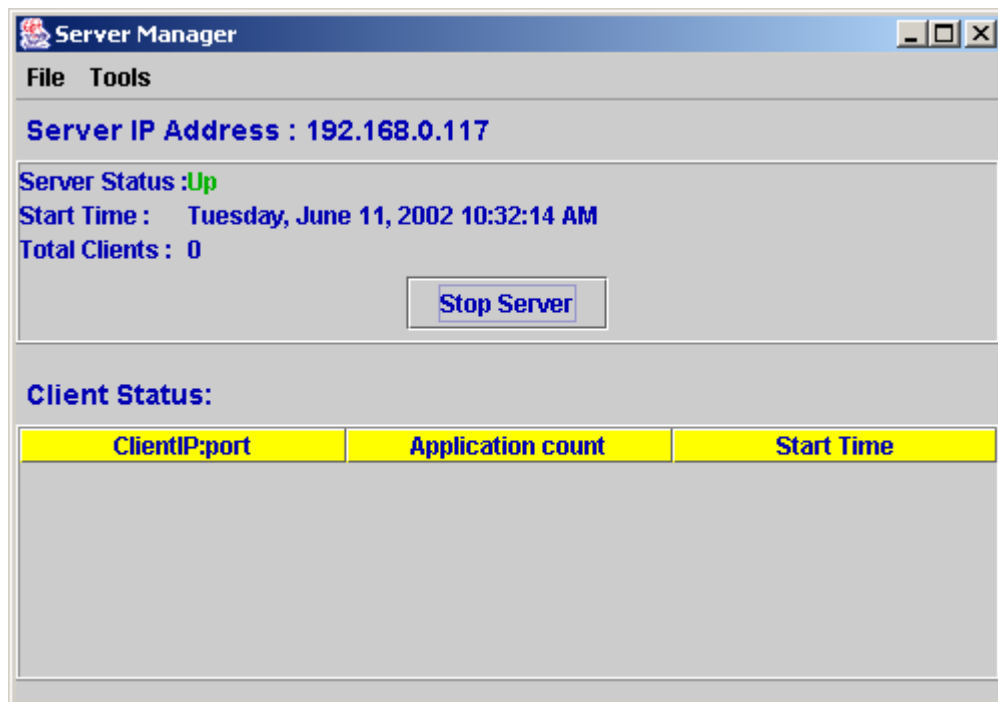 Server Manager
File Tools
Server IP Address : 192.168.0.117
Server Status :Up
Start Time : Tuesday, June 11, 2002 10:32:14 AM
Total Clients : 0
Stop Server
Client Status:
ClientIP:port Application count Start Time